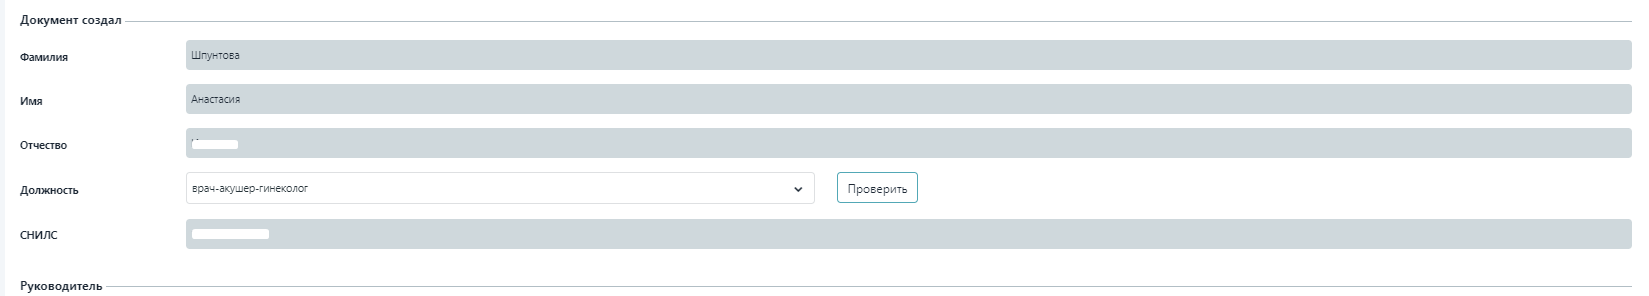 Документ создал
Фамилия Шпунтова
Имя Анастасия
Отчество
Должность врач-акушер-гинеколог Проверить
СНИЛС
Руководитель